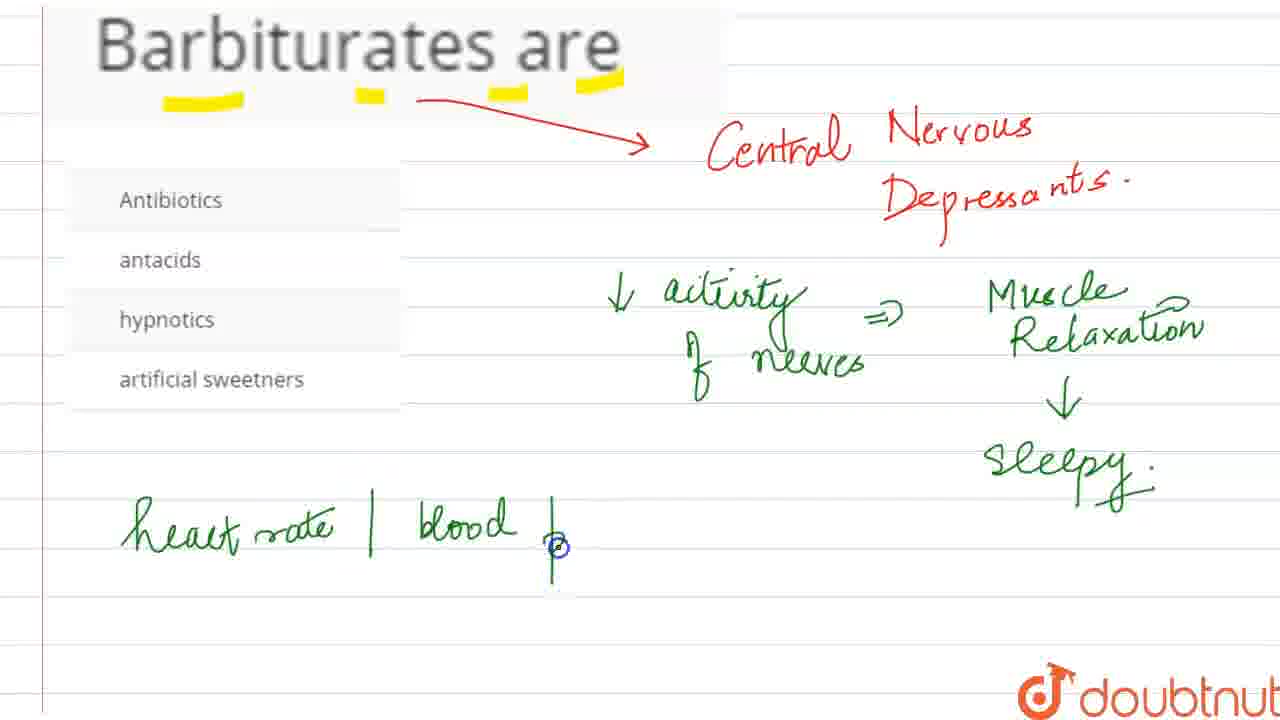 Barbiturates are
Central Nervous
Depressants.
Antibiotics
antacids
hypnotics
artificial sweetners
↓ activity
of neeves
⇒ Muscle
Relaxation
↓
Sleepy.
heart rate | blood |
doubtnut